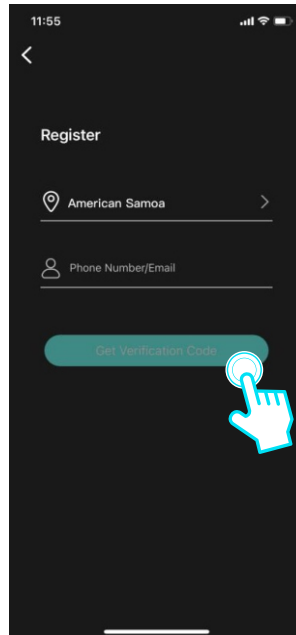 11:55
Register
American Samoa
Phone Number/Email
Get Verification Code